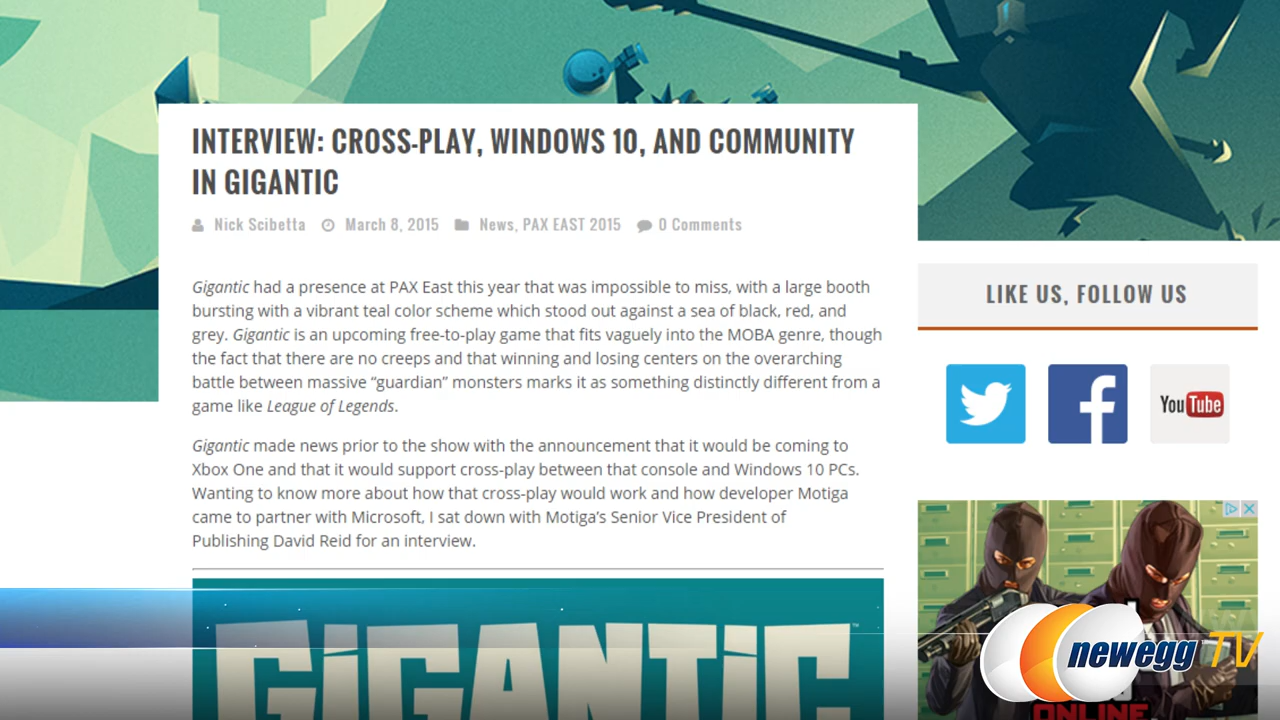 INTERVIEW: CROSS-PLAY, WINDOWS 10, AND COMMUNITY
IN GIGANTIC
Nick Scibetta March 8, 2015 News, PAX EAST 2015 0 Comments
Gigantic had a presence at PAX East this year that was impossible to miss, with a large booth
bursting with a vibrant teal color scheme which stood out against a sea of black, red, and
grey. Gigantic is an upcoming free-to-play game that fits vaguely into the MOBA genre, though
the fact that there are no creeps and that winning and losing centers on the overarching
battle between massive “guardian” monsters marks it as something distinctly different from a
game like League of Legends.
Gigantic made news prior to the show with the announcement that it would be coming to
Xbox One and that it would support cross-play between that console and Windows 10 PCs.
Wanting to know more about how that cross-play would work and how developer Motiga
came to partner with Microsoft, I sat down with Motiga’s Senior Vice President of
Publishing David Reid for an interview.
GIGANTIC™
LIKE US, FOLLOW US
You Tube
newegg TV
ONLINE